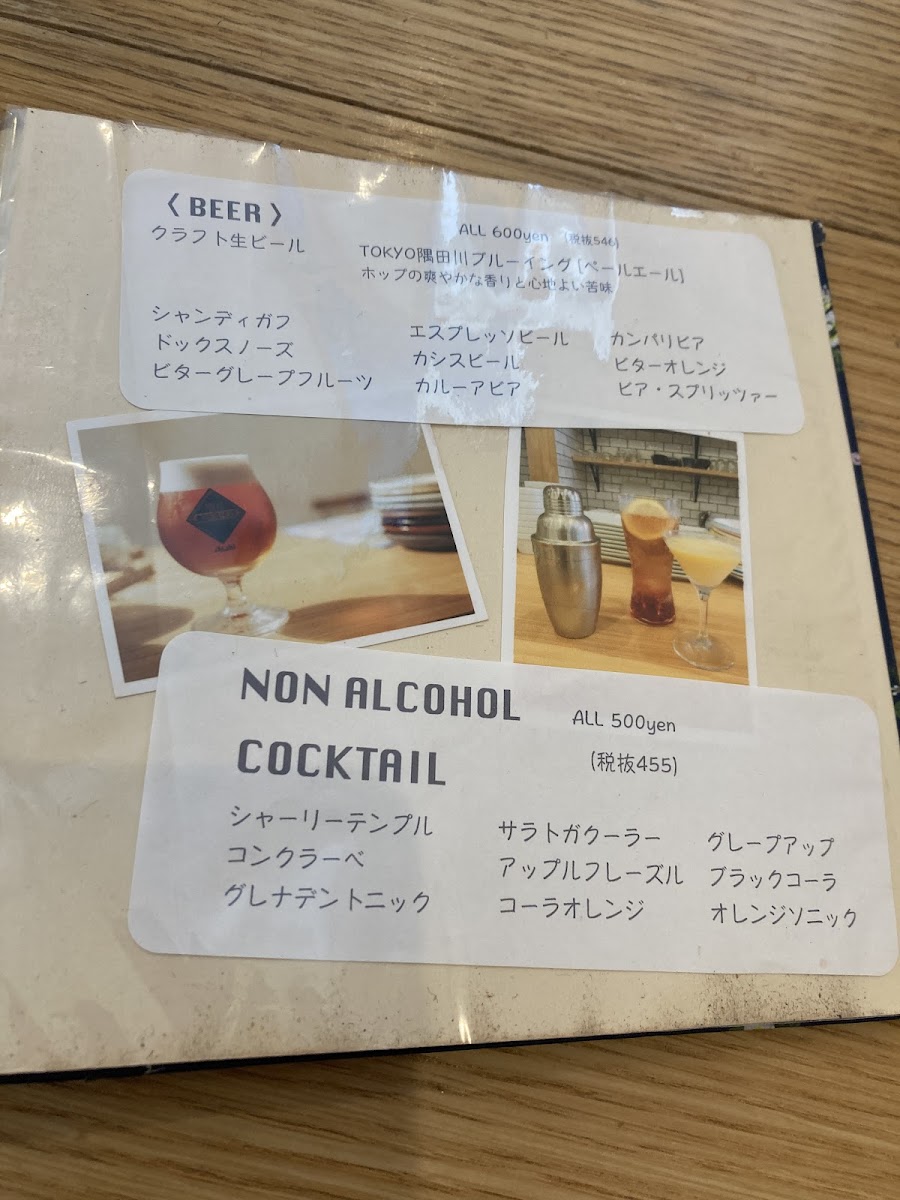 〈 BEER 〉
ALL 600yen (税抜546)
クラフト生ビール
TOKYO隅田川ブルーイング [ペールエール]
ホップの爽やかな香りと心地よい苦味
シャンディガフ エスプレッソビール カンパリビア
ドックスノーズ カシスビール ビターオレンジ
ビターグレープフルーツ カルーアビア ビア・スプリッツァー
Asahi
NON ALCOHOL
COCKTAIL
ALL 500yen
(税抜455)
シャーリーテンプル サラトガクーラー グレープアップ
コンクラーベ アップルフレーズル ブラックコーラ
グレナデントニック コーラオレンジ オレンジソニック